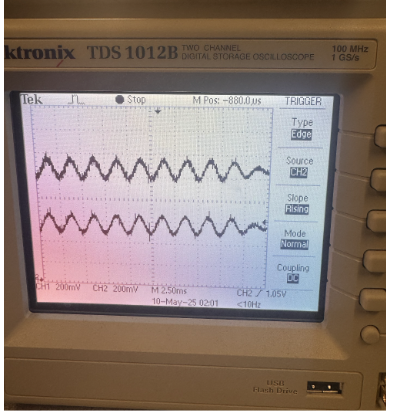 ktronix TDS 1012B TWO CHANNEL DIGITAL STORAGE OSCILLOSCOPE 100 MHz 1 GS/s
Tek Stop M Pos: -880.0µs TRIGGER
Type
Edge
Source
CH2
Slope
Rising
Mode
Normal
Coupling
DC
CH1 200mV CH2 200mV M 2.50ms CH2 / 1.05V
10-May-25 02:01 <10Hz
USB
Flash Drive